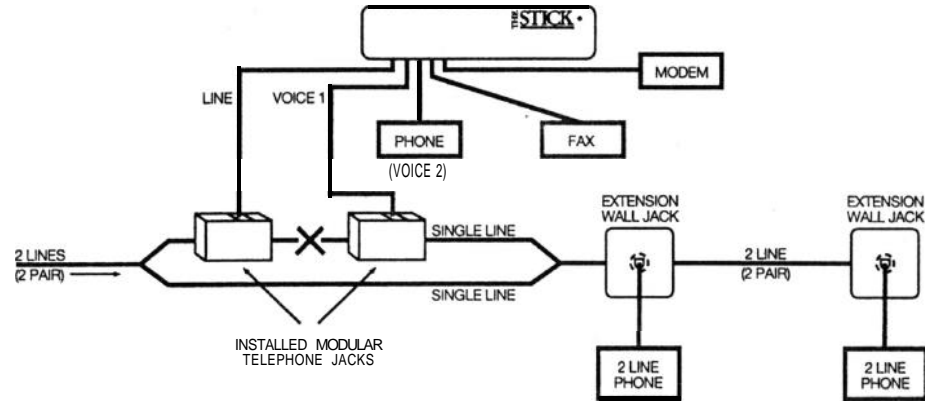 THE STICK
MODEM
LINE
VOICE 1
PHONE
(VOICE 2)
FAX
EXTENSION
WALL JACK
EXTENSION
WALL JACK
2 LINES
(2 PAIR)
SINGLE LINE
SINGLE LINE
2 LINE
(2 PAIR)
INSTALLED MODULAR
TELEPHONE JACKS
2 LINE
PHONE
2 LINE
PHONE